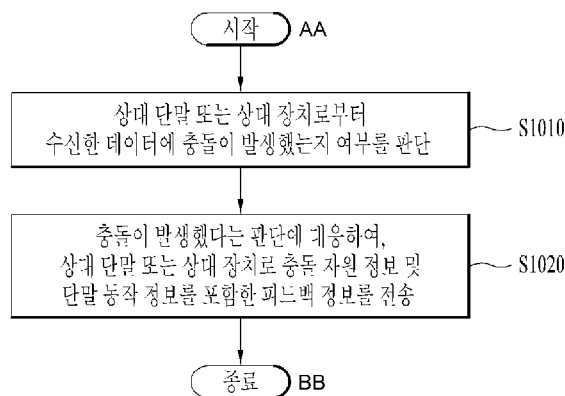 시작 AA
상대 단말 또는 상대 장치로부터
수신한 데이터에 충돌이 발생했는지 여부를 판단
S1010
충돌이 발생했다는 판단에 대응하여,
상대 단말 또는 상대 장치로 충돌 자원 정보 및
단말 동작 정보를 포함한 피드백 정보를 전송
S1020
종료 BB